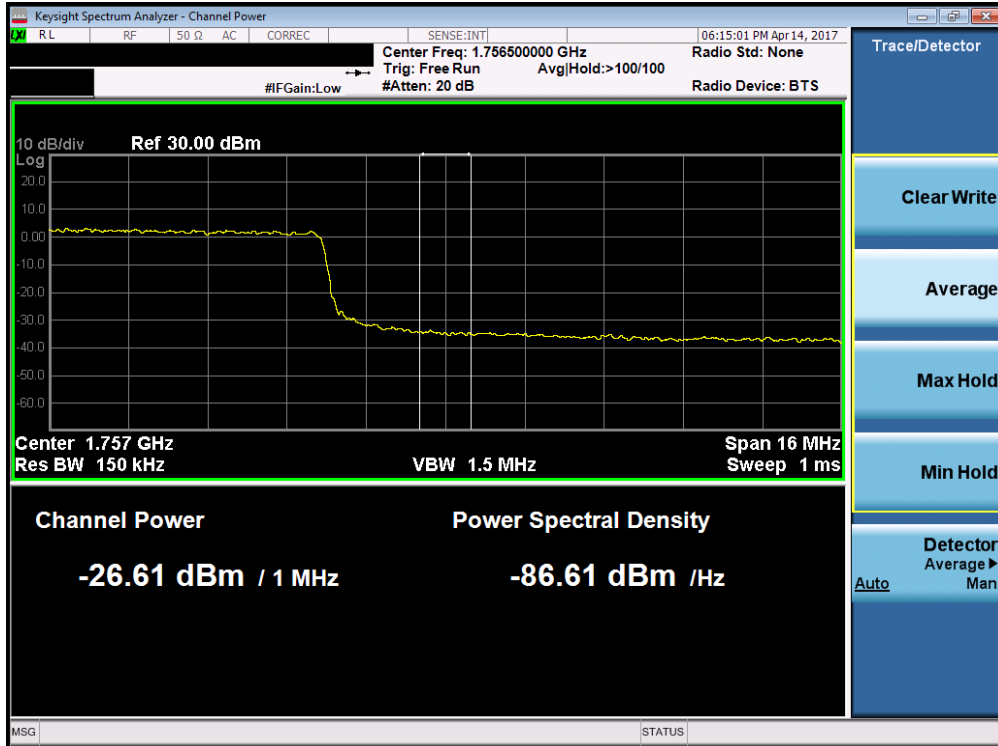 Keysight Spectrum Analyzer - Channel Power
LXI RL RF 50 Ω AC CORREC SENSE:INT 06:15:01 PM Apr 14, 2017
Center Freq: 1.756500000 GHz Radio Std: None
Trig: Free Run Avg|Hold:>100/100
#IFGain:Low #Atten: 20 dB Radio Device: BTS
Trace/Detector
10 dB/div Ref 30.00 dBm
Log
20.0
10.0
0.00
-10.0
-20.0
-30.0
-40.0
-50.0
-60.0
Center 1.757 GHz Span 16 MHz
Res BW 150 kHz VBW 1.5 MHz Sweep 1 ms
Channel Power Power Spectral Density
-26.61 dBm / 1 MHz -86.61 dBm /Hz
Clear Write
Average
Max Hold
Min Hold
Detector
Average▶
Auto Man
MSG STATUS